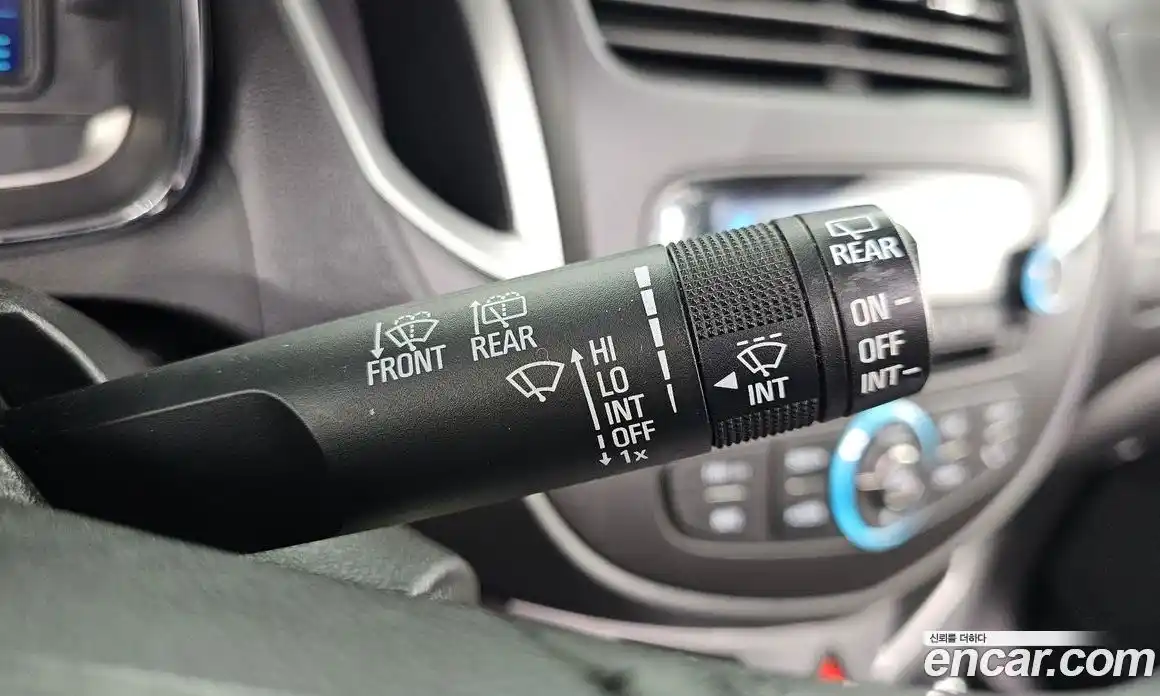 FRONT
REAR
HI
LO
INT
OFF
1x
INT
REAR
ON
OFF
INT
신뢰를 더하다
encar.com